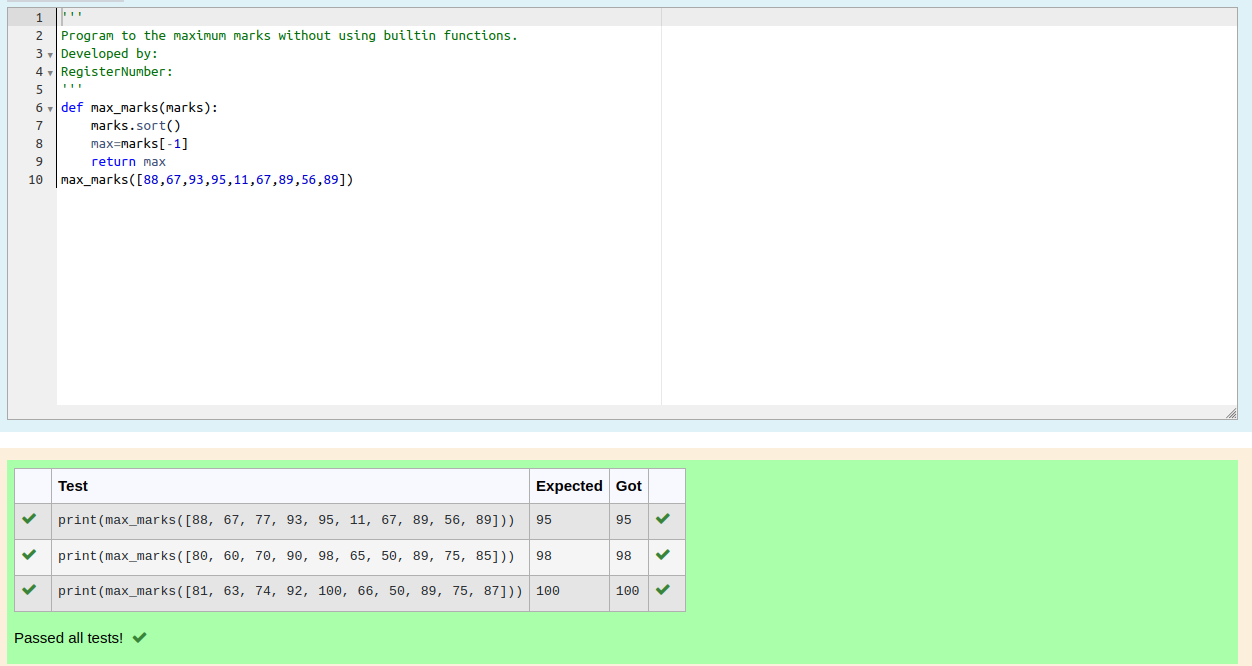 1 '''
2 Program to the maximum marks without using builtin functions.
3 Developed by:
4 RegisterNumber:
5 '''
6 def max_marks(marks):
7     marks.sort()
8     max=marks[-1]
9     return max
10 max_marks([88,67,93,95,11,67,89,56,89])
Test Expected Got
print(max_marks([88, 67, 77, 93, 95, 11, 67, 89, 56, 89])) 95 95
print(max_marks([80, 60, 70, 90, 98, 65, 50, 89, 75, 85])) 98 98
print(max_marks([81, 63, 74, 92, 100, 66, 50, 89, 75, 87])) 100 100
Passed all tests!